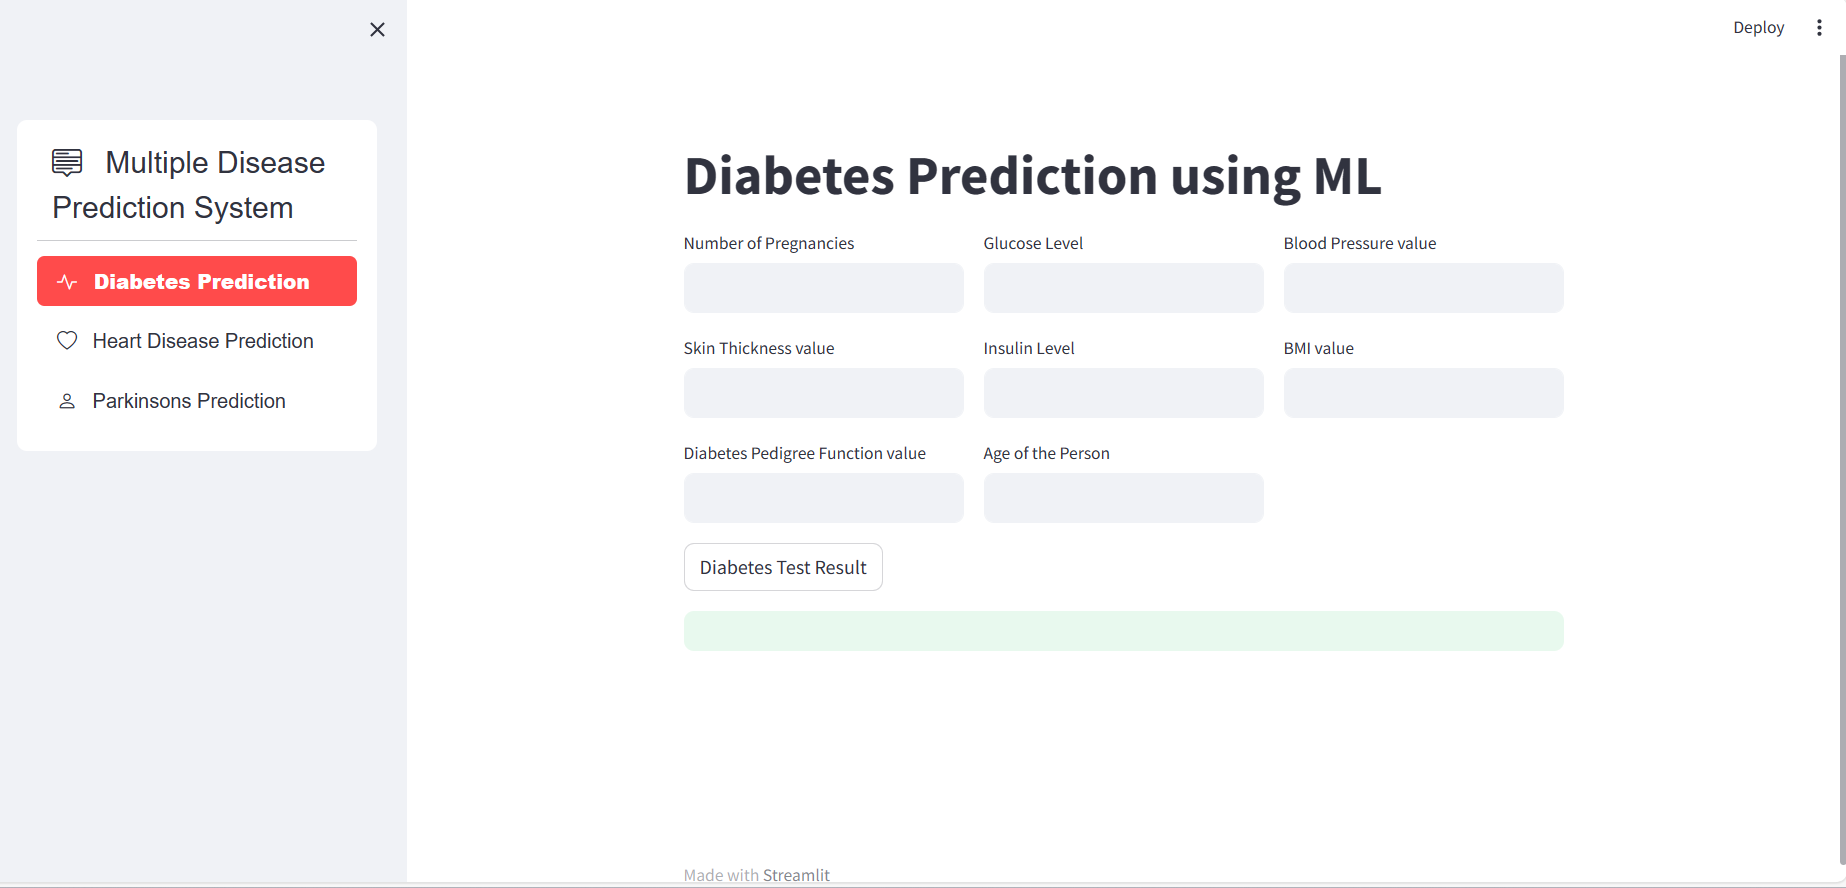 Deploy
Multiple Disease
Prediction System
Diabetes Prediction
Heart Disease Prediction
Parkinsons Prediction
Diabetes Prediction using ML
Number of Pregnancies Glucose Level Blood Pressure value
Skin Thickness value Insulin Level BMI value
Diabetes Pedigree Function value Age of the Person
Diabetes Test Result
Made with Streamlit